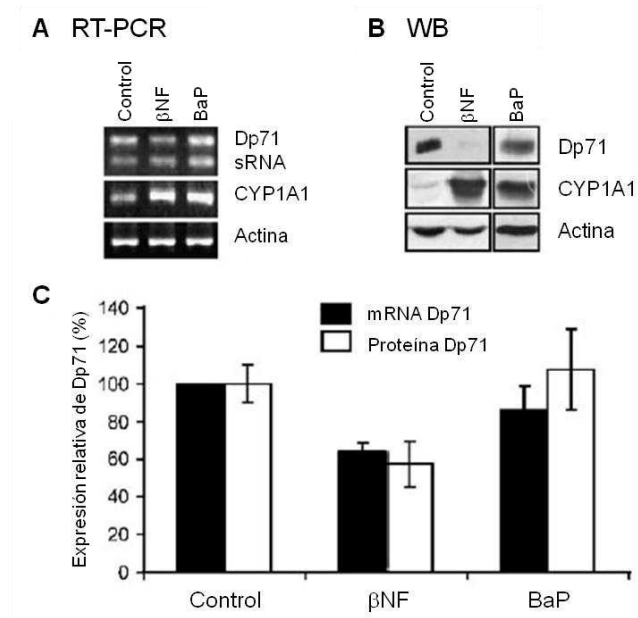 A RT-PCR
Control
βNF
BaP
Dp71
sRNA
CYP1A1
Actina
B WB
Control
βNF
BaP
Dp71
CYP1A1
Actina
C
Expresión relativa de Dp71 (%)
140
120
100
80
60
40
20
0
mRNA Dp71
Proteína Dp71
Control
βNF
BaP